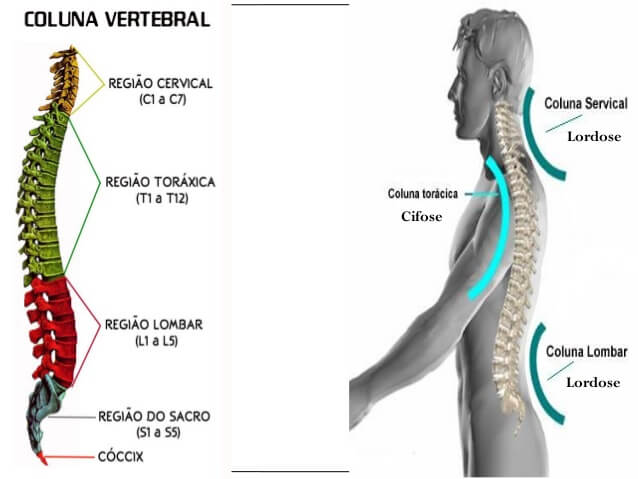 COLUNA VERTEBRAL
REGIÃO CERVICAL
(C1 a C7)
REGIÃO TORÁXICA
(T1 a T12)
REGIÃO LOMBAR
(L1 a L5)
REGIÃO DO SACRO
(S1 a S5)
CÓCCIX
Coluna Servical
Lordose
Coluna torácica
Cifose
Coluna Lombar
Lordose